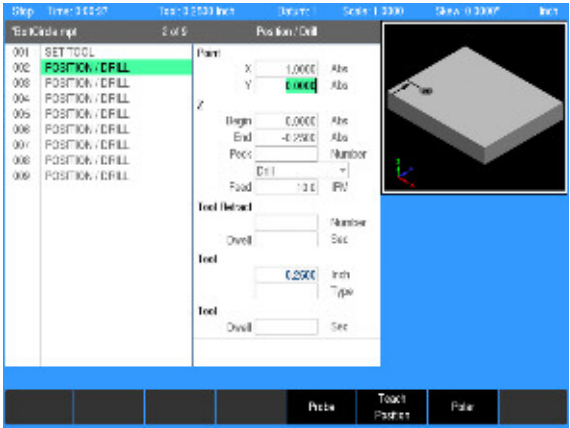 Stop Time: 0:00:27 Tool: 0.2500 Inch Datum: 1 Scale: 1.0000 Skew: 0.0000° Inch
*BoltCircle.mpt 2 of 9 Position / Drill
001 SET TOOL
002 POSITION / DRILL
003 POSITION / DRILL
004 POSITION / DRILL
005 POSITION / DRILL
006 POSITION / DRILL
007 POSITION / DRILL
008 POSITION / DRILL
009 POSITION / DRILL
Point
X 1.0000 Abs
Y 0.0000 Abs
Z
Begin 0.0000 Abs
End -0.2500 Abs
Peck Number
Drill
Feed 10.0 IPM
Tool Retract
Number
Dwell Sec
Tool
0.2500 Inch
Type
Tool
Dwell Sec
Probe Teach Position Polar